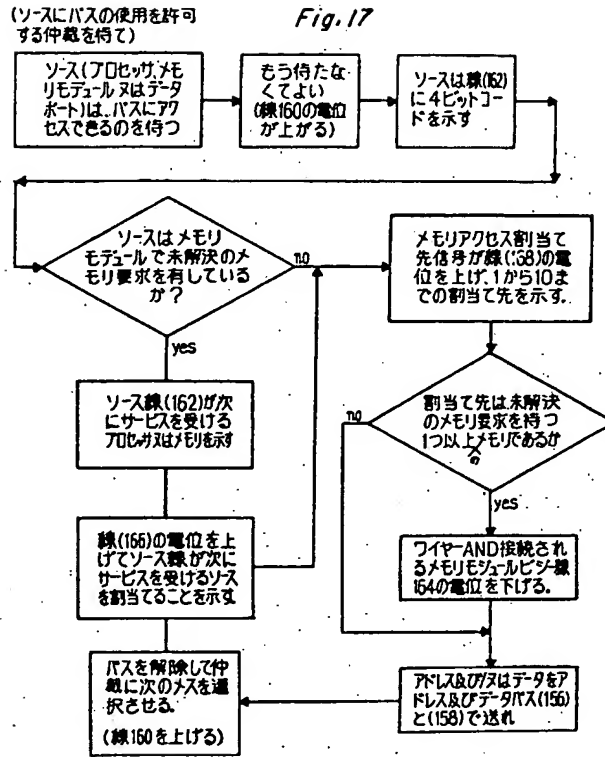 (ソースにバスの使用を許可
する仲裁を待て)
Fig.17
ソース(プロセッサ、メモ
リモデュール又はデータ
ポート)は、バスにアク
セスできるのを待つ
もう待たな
くてよい
(線160の電位
が上がる)
ソースは線(162)
に4ビットコー
ドを示す
ソースはメモリ
モデュールで未解決のメ
モリ要求を有している
か?
no
yes
メモリアクセス割当て
先信号が線(168)の電
位を上げ、1から10ま
での割当て先を示す。
ソース線(162)が次
にサービスを受ける
プロセッサ又はメモリを示す
割当て先は未解決
のメモリ要求を持つ
1つ以上のメモリであるか
no
yes
線(166)の電位を上
げてソース線が次に
サービスを受けるソース
を割当てることを示す
ワイヤーAND接続され
るメモリモジュールビジー線
164の電位を下げる。
バスを解除して仲
裁に次のメスを選
択させる。
(線160を上げる)
アドレス及び/又はデータをア
ドレス及びデータバス(156)
と(158)で送れ